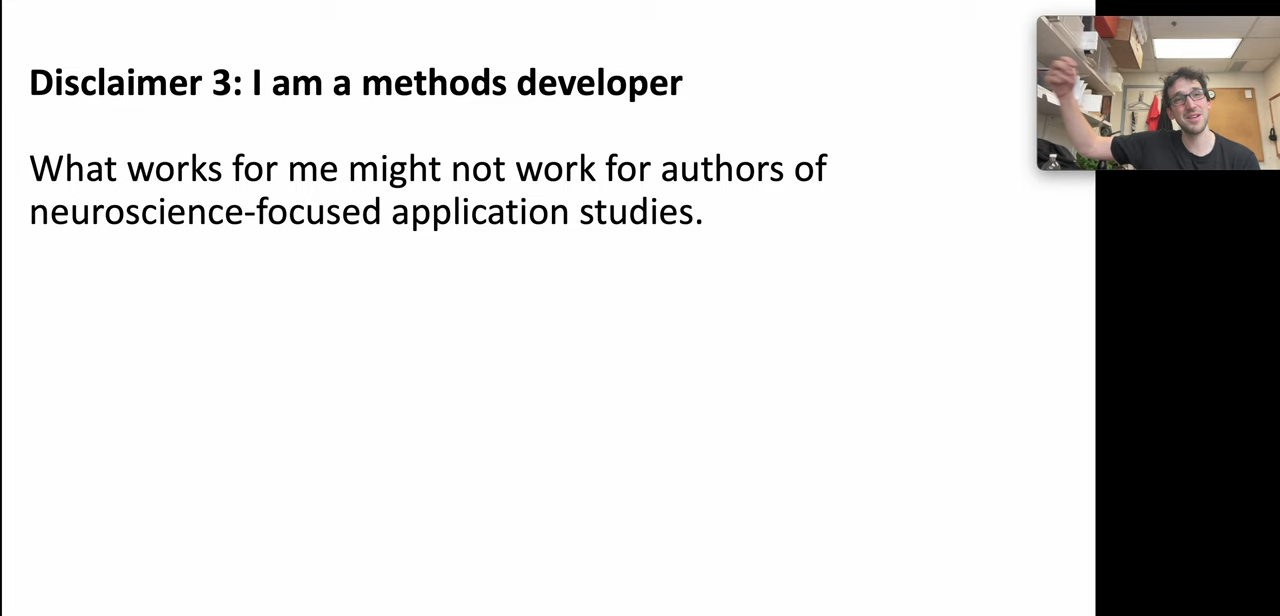 Disclaimer 3: I am a methods developer
What works for me might not work for authors of
neuroscience-focused application studies.